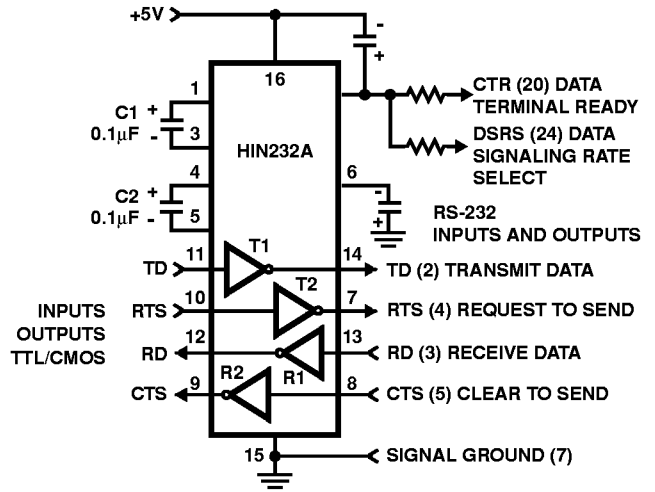 +5V
-
+
16
1
C1 +
0.1µF -
3
HIN232A
CTR (20) DATA
TERMINAL READY
DSRS (24) DATA
SIGNALING RATE
SELECT
4
C2 +
0.1µF -
5
6
-
+
RS-232
INPUTS AND OUTPUTS
TD 11 T1 14 TD (2) TRANSMIT DATA
RTS 10 T2 7 RTS (4) REQUEST TO SEND
INPUTS
OUTPUTS
TTL/CMOS
RD 12 R1 13 RD (3) RECEIVE DATA
CTS 9 R2 8 CTS (5) CLEAR TO SEND
15 SIGNAL GROUND (7)